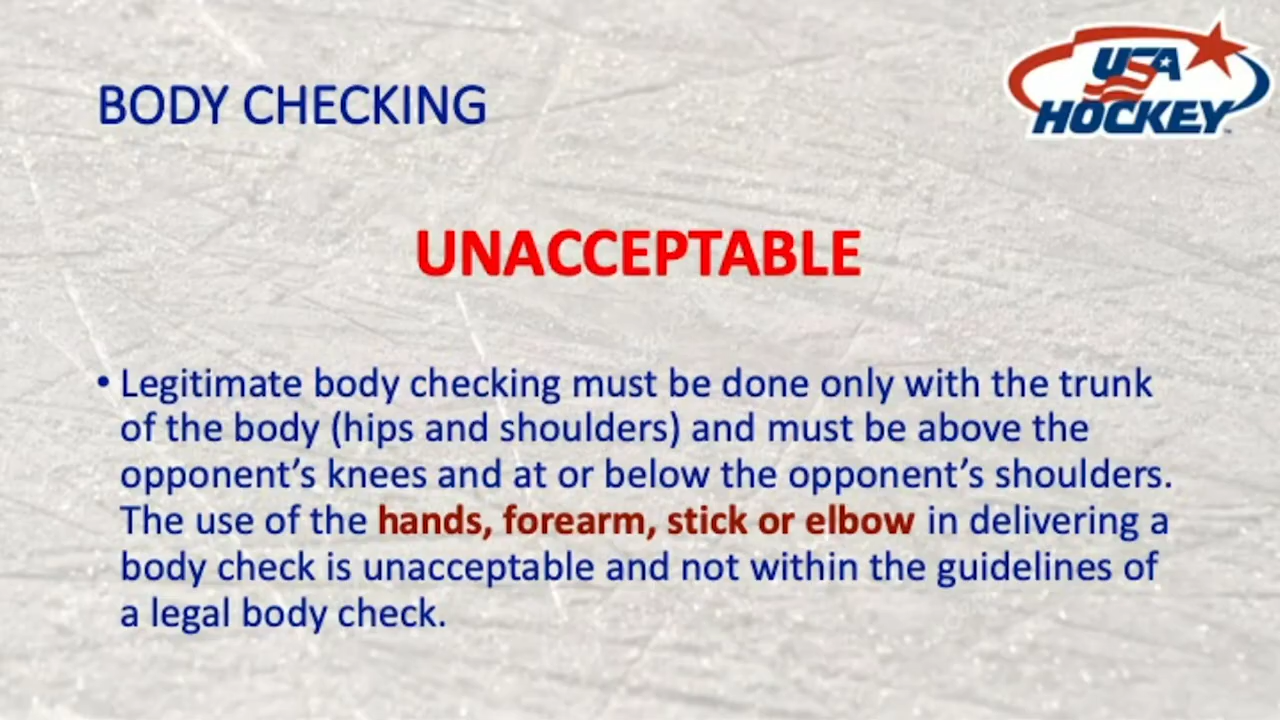 BODY CHECKING
USA
HOCKEY
UNACCEPTABLE
• Legitimate body checking must be done only with the trunk
of the body (hips and shoulders) and must be above the
opponent’s knees and at or below the opponent’s shoulders.
The use of the hands, forearm, stick or elbow in delivering a
body check is unacceptable and not within the guidelines of
a legal body check.